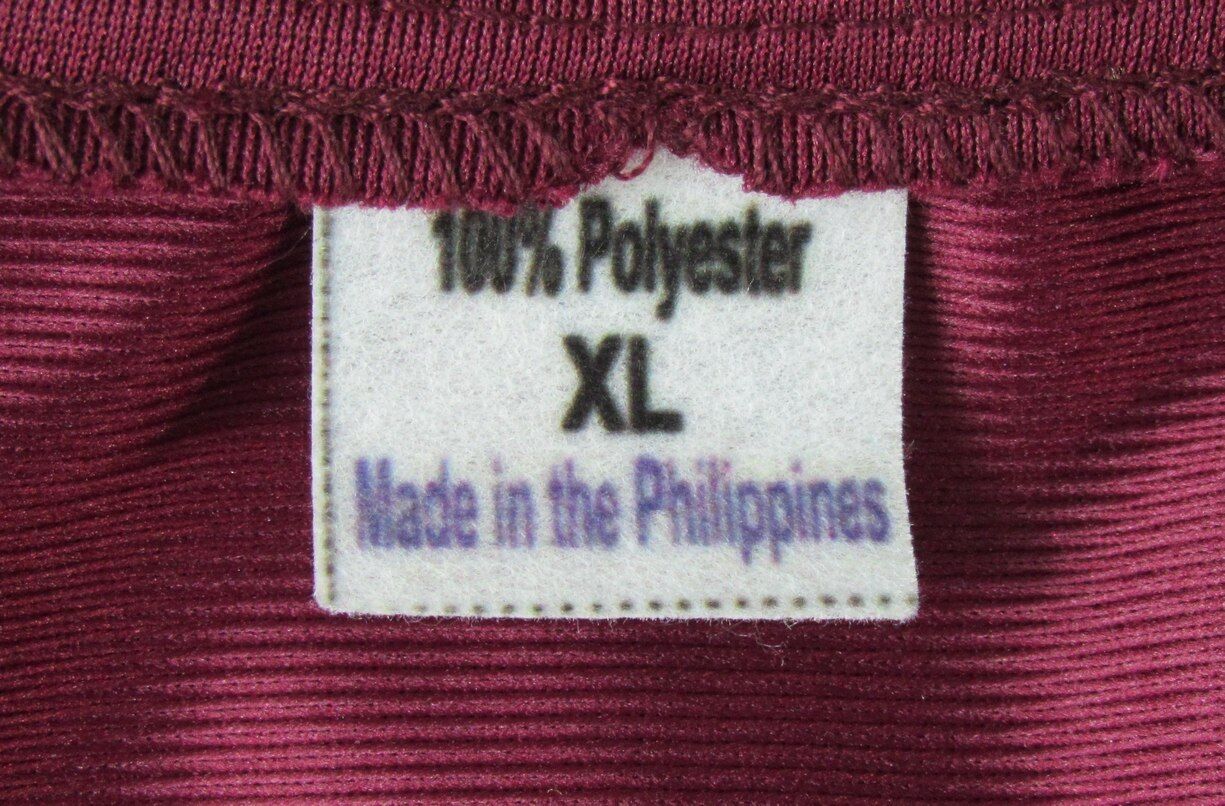 100% Polyester
XL
Made in the Philippines